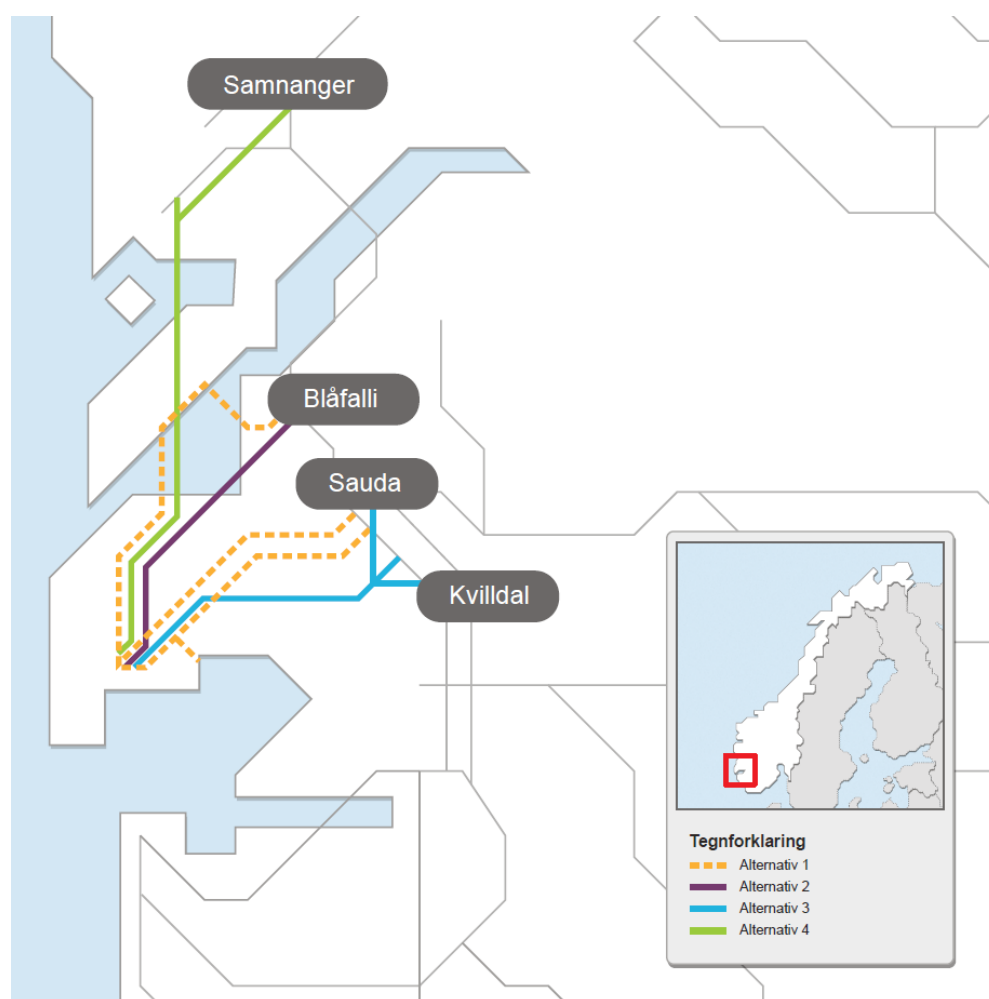 Samnanger
Blåfalli
Sauda
Kvilldal
Tegnforklaring
Alternativ 1
Alternativ 2
Alternativ 3
Alternativ 4